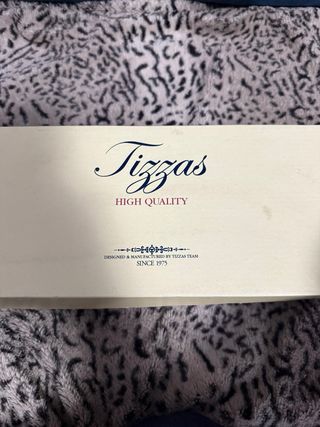 Tizzas
HIGH QUALITY
DESIGNED & MANUFACTURED BY TIZZAS TEAM
SINCE 1975